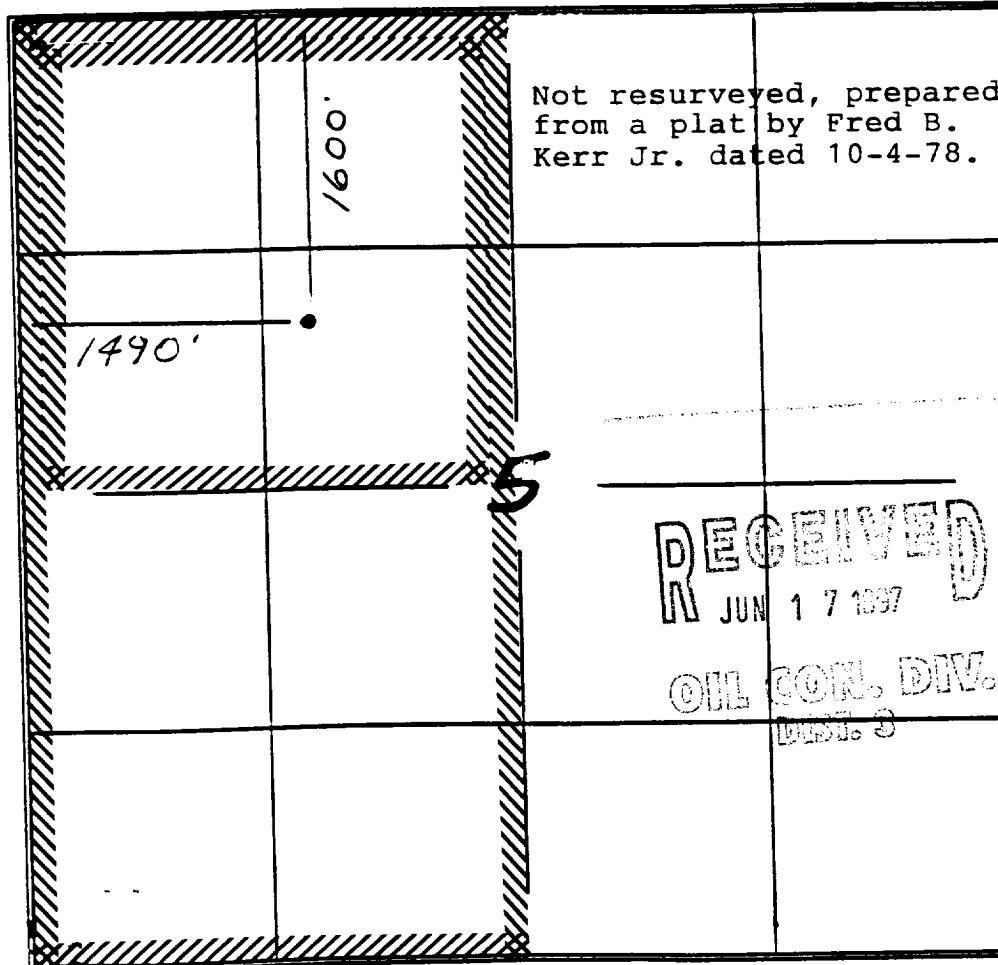 Not resurveyed, prepared
from a plat by Fred B.
Kerr Jr. dated 10-4-78.
1600'
1490'
5
RECEIVED
JUN 17 1997
OIL CON. DIV.
DIST. 3